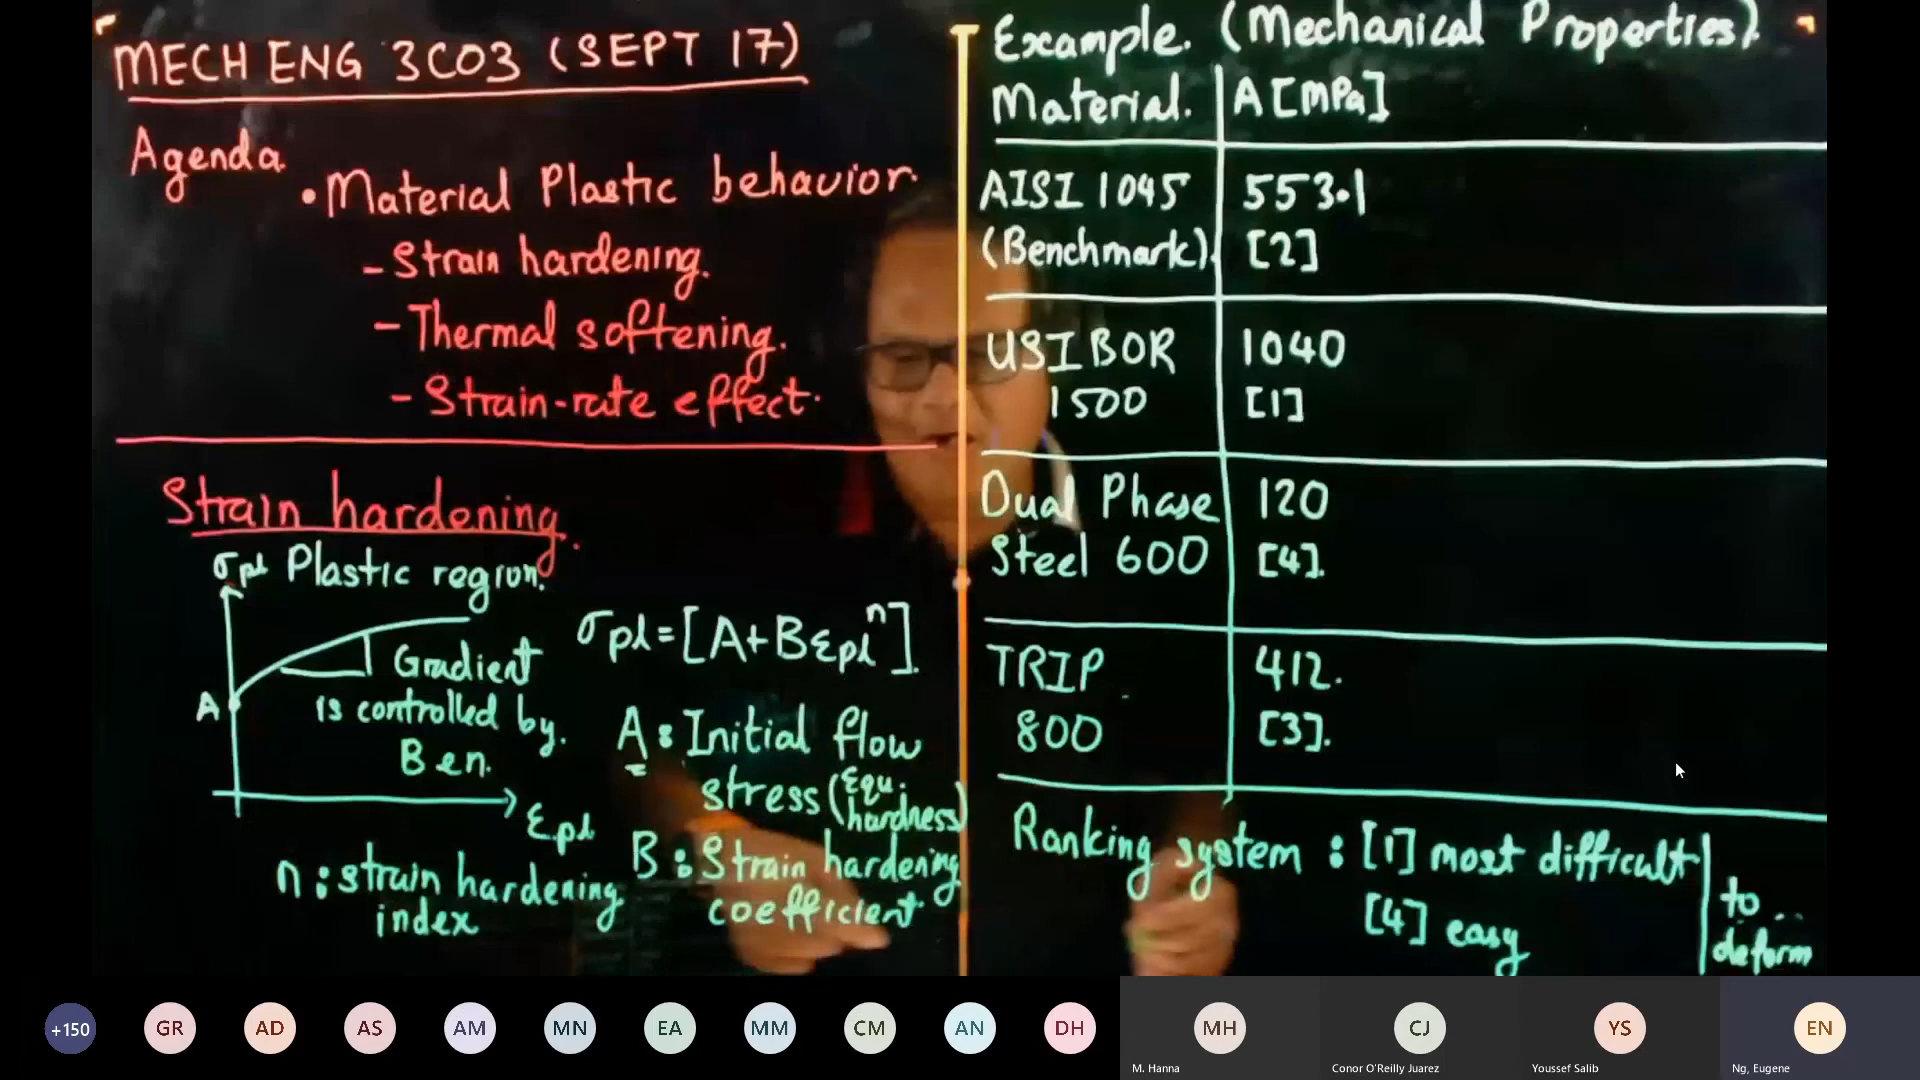 MECH ENG 3C03 (SEPT 17)
Agenda
• Material Plastic behavior.
- Strain hardening.
- Thermal softening.
- Strain-rate effect.
Strain hardening.
σpl Plastic region.
A
Gradient
is controlled by.
B en.
εpl
σpl=[A+Bεpl^n].
A: Initial flow
stress (Equ.
hardness)
B: Strain hardening
coefficient.
n: strain hardening
index
Example. (Mechanical Properties).
Material. A [MPa]
AISI 1045 553.1
(Benchmark). [2]
USIBOR 1040
1500 [1]
Dual Phase 120
Steel 600 [4].
TRIP 412.
800 [3].
Ranking system: [1] most difficult
[4] easy
to
deform
+150
GR
AD
AS
AM
MN
EA
MM
CM
AN
DH
MH
CJ
YS
EN
M. Hanna
Conor O'Reilly Juarez
Youssef Salib
Ng, Eugene